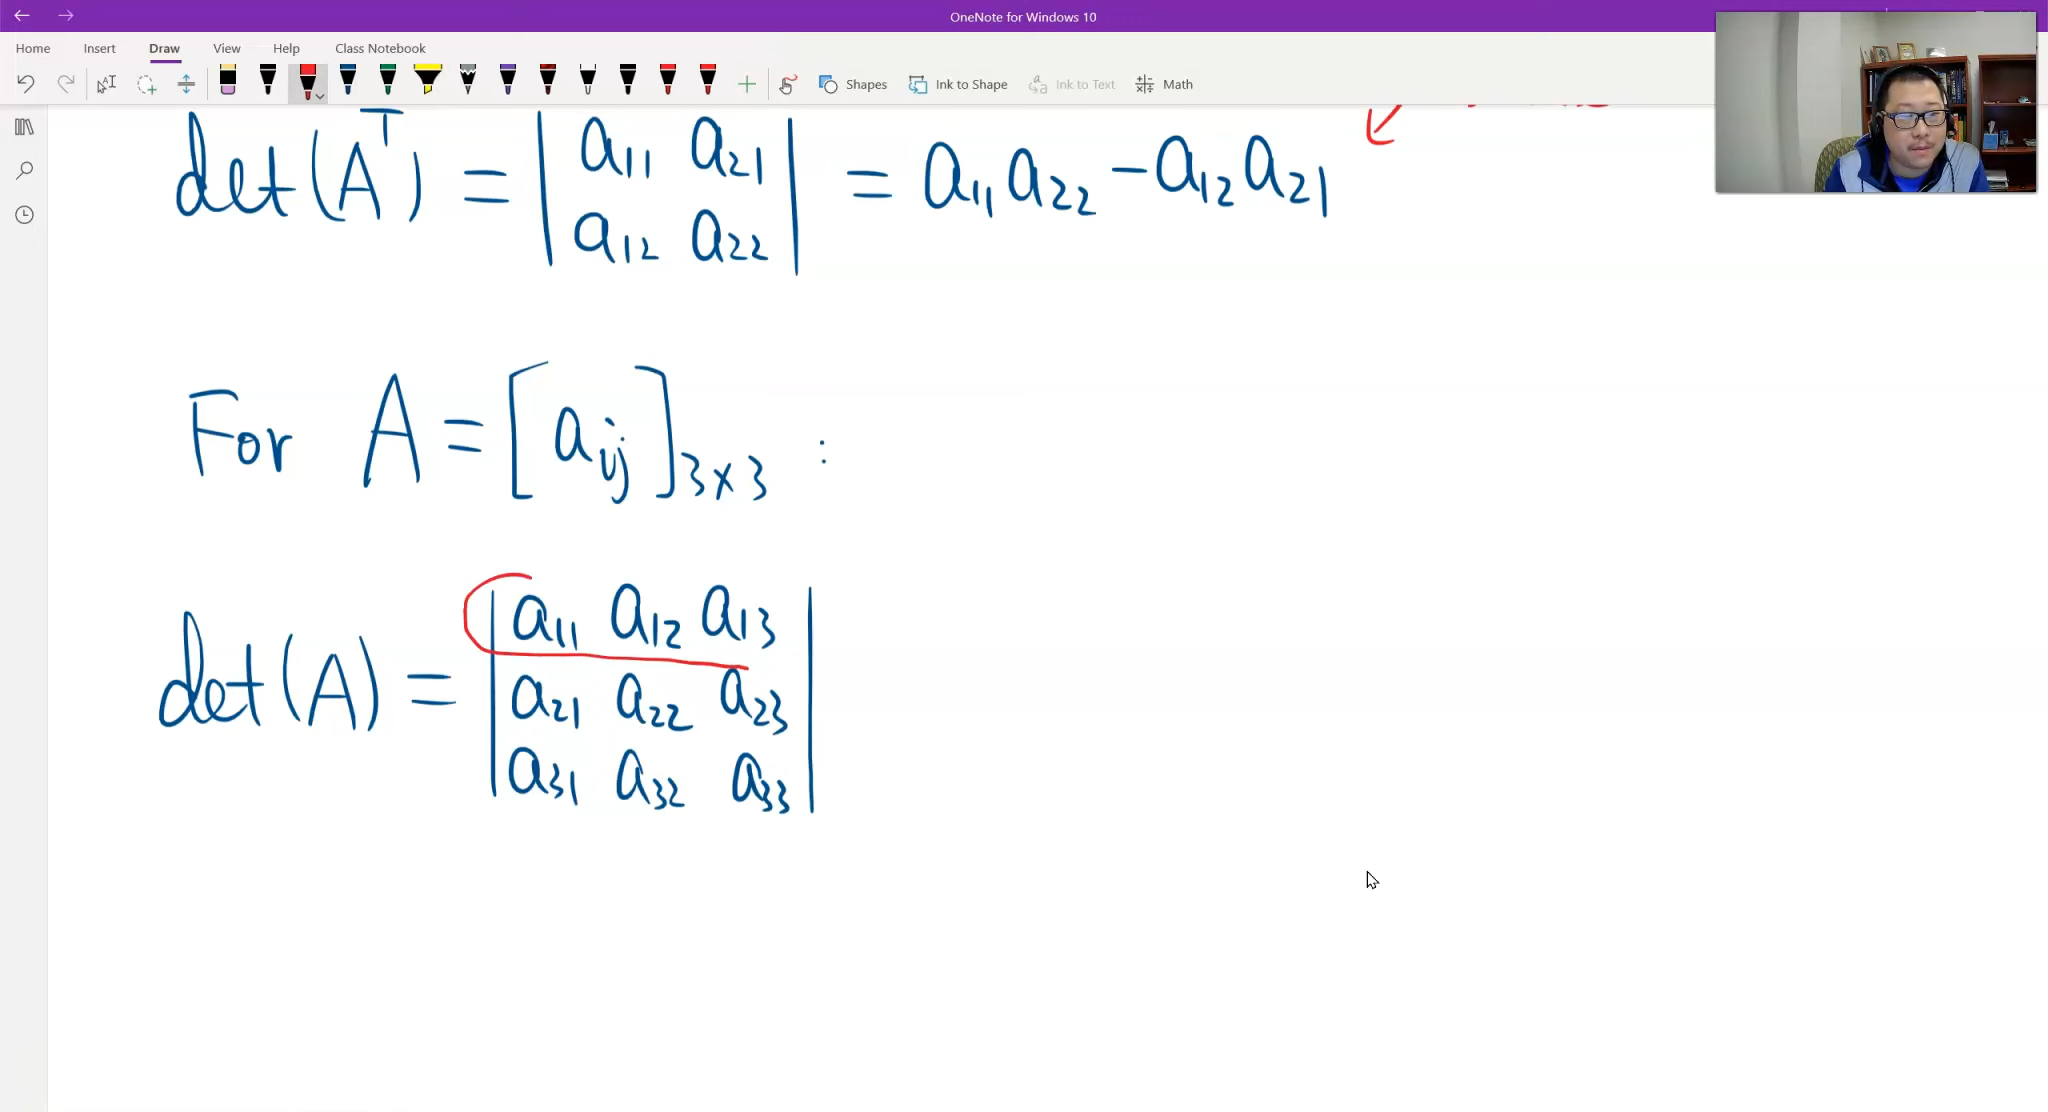 OneNote for Windows 10
Home Insert Draw View Help Class Notebook
Shapes Ink to Shape Ink to Text Math
det(A^T) = | a₁₁ a₂₁ | = a₁₁a₂₂ - a₁₂a₂₁
| a₁₂ a₂₂ |
For A = [aᵢⱼ]₃ₓ₃ :
det(A) = | a₁₁ a₁₂ a₁₃ |
| a₂₁ a₂₂ a₂₃ |
| a₃₁ a₃₂ a₃₃ |